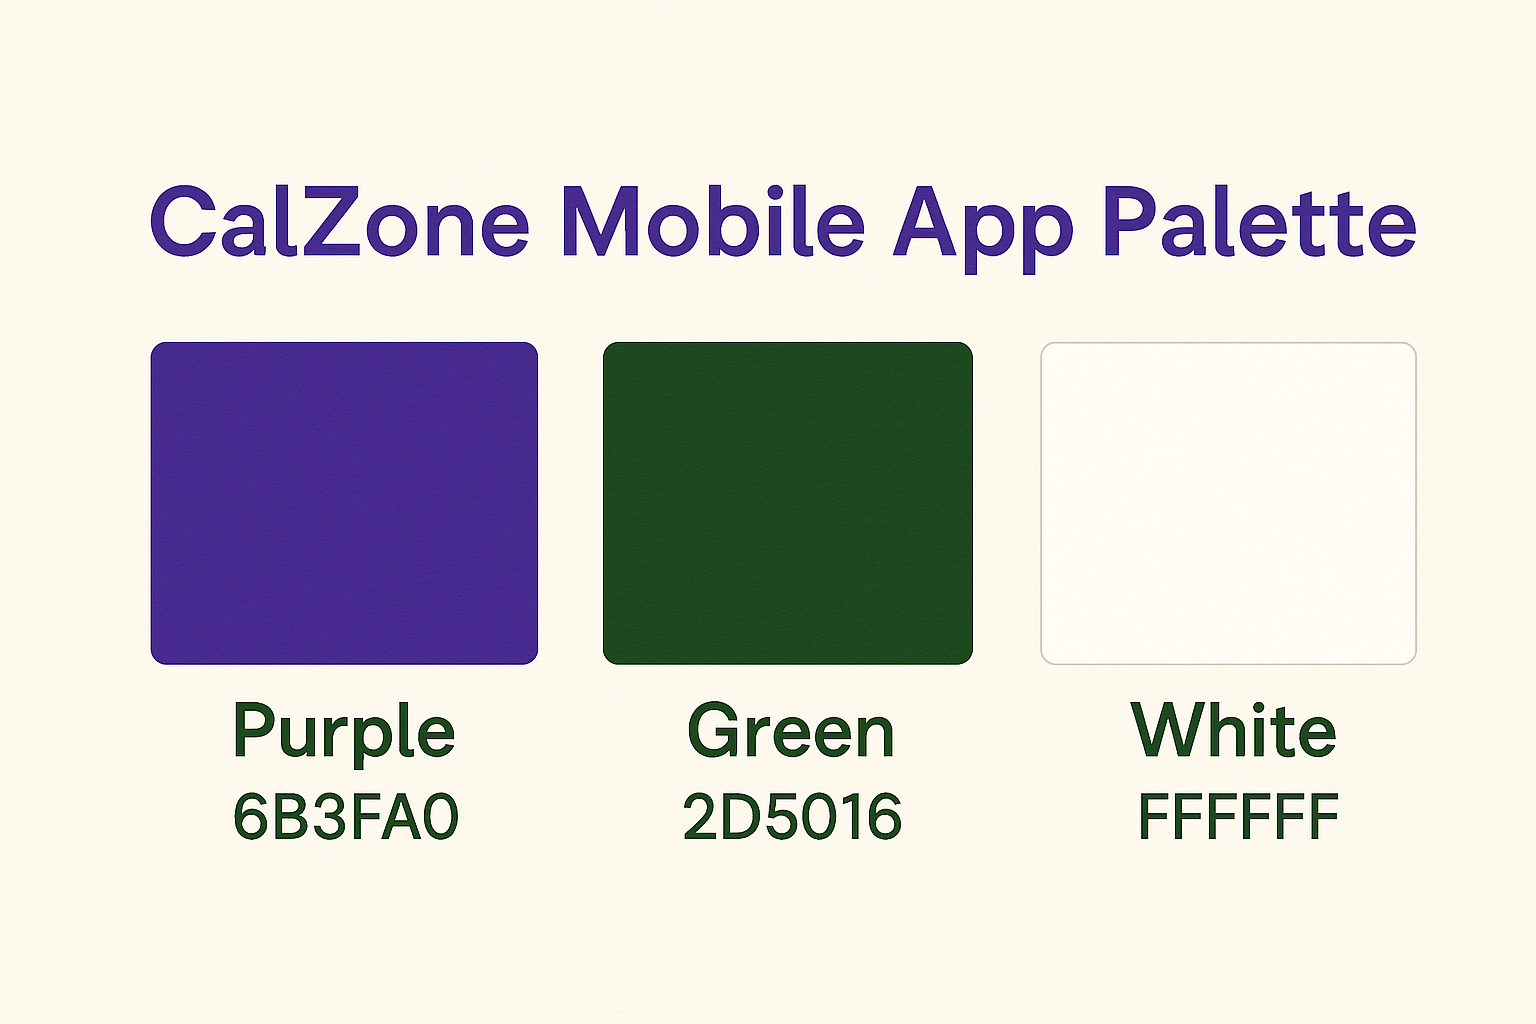 CalZone Mobile App Palette
Purple
6B3FA0
Green
2D5016
White
FFFFFF